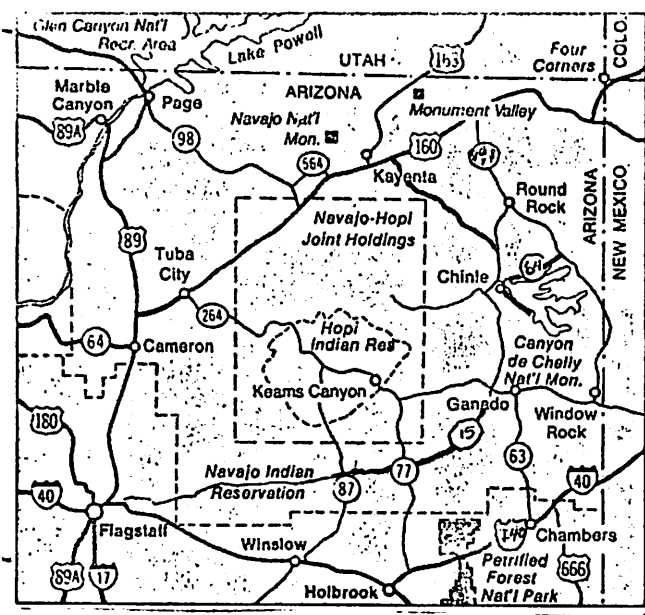 Glen Canyon Nat'l
Recr. Area
Lake Powell
UTAH
163
Four
Corners
COLO.
Marble
Canyon
Page
ARIZONA
89A
98
Navajo Nat'l
Mon.
Monument Valley
564
160
Kayenta
Round
Rock
ARIZONA
NEW MEXICO
Navajo-Hopi
Joint Holdings
89
Tuba
City
Chinle
64
264
Hopi
Indian Res
Canyon
de Chelly
Nat'l Mon.
64
Cameron
Keams Canyon
Ganado
Window
Rock
180
15
63
Navajo Indian
Reservation
87
77
40
40
Flagstaff
Winslow
I-40
Chambers
89A
17
Holbrook
Petrified
Forest
Nat'l Park
666